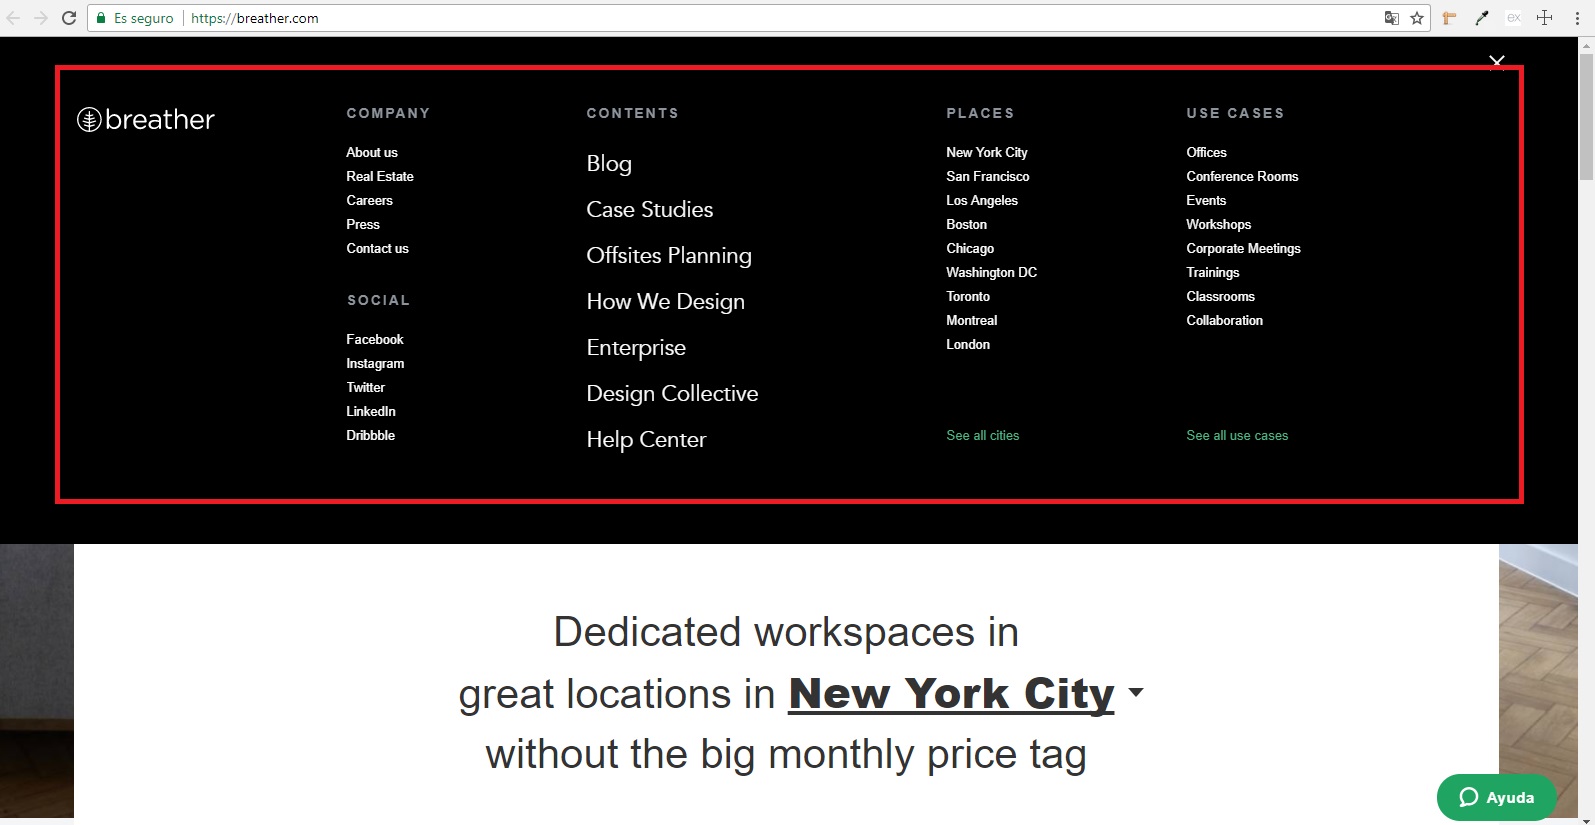 Es seguro
https://breather.com
breather
COMPANY
About us
Real Estate
Careers
Press
Contact us
SOCIAL
Facebook
Instagram
Twitter
LinkedIn
Dribbble
CONTENTS
Blog
Case Studies
Offsites Planning
How We Design
Enterprise
Design Collective
Help Center
PLACES
New York City
San Francisco
Los Angeles
Boston
Chicago
Washington DC
Toronto
Montreal
London
See all cities
USE CASES
Offices
Conference Rooms
Events
Workshops
Corporate Meetings
Trainings
Classrooms
Collaboration
See all use cases
Dedicated workspaces in
great locations in New York City
without the big monthly price tag
Ayuda